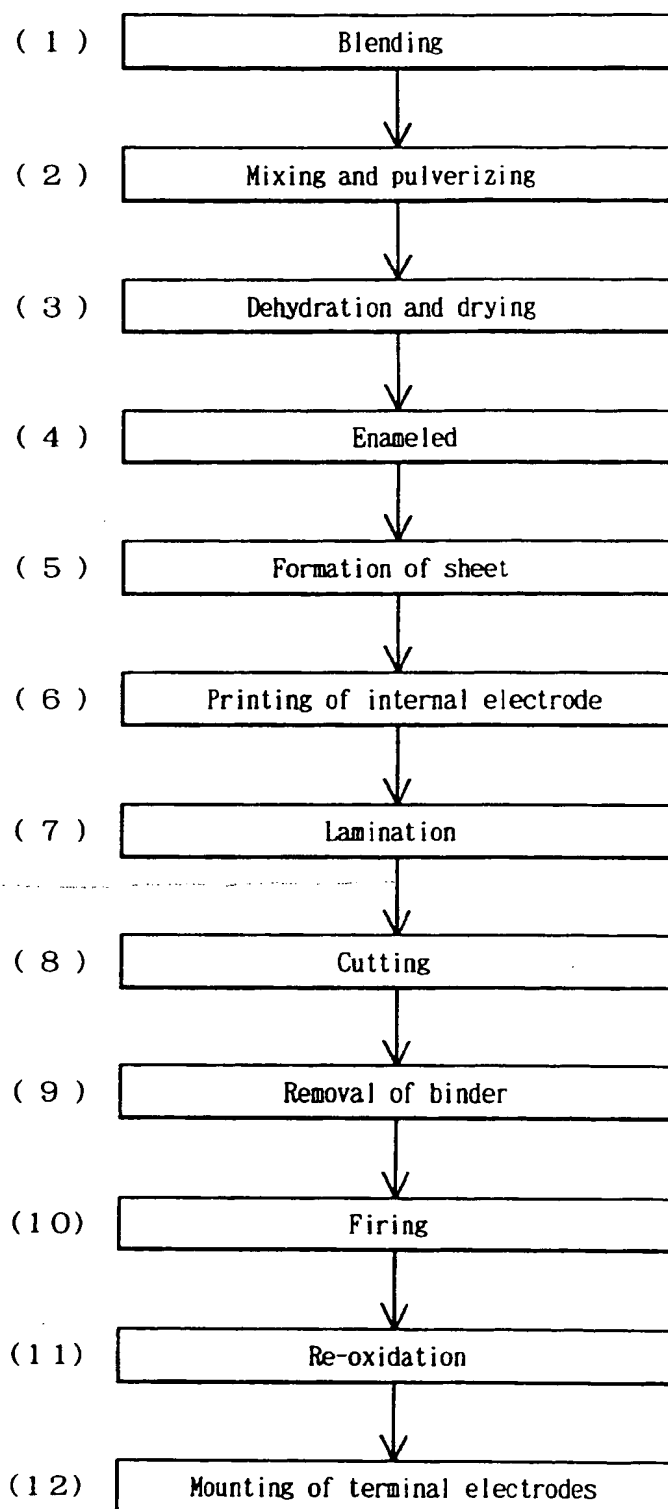 (1) Blending
(2) Mixing and pulverizing
(3) Dehydration and drying
(4) Enameled
(5) Formation of sheet
(6) Printing of internal electrode
(7) Lamination
(8) Cutting
(9) Removal of binder
(10) Firing
(11) Re-oxidation
(12) Mounting of terminal electrodes